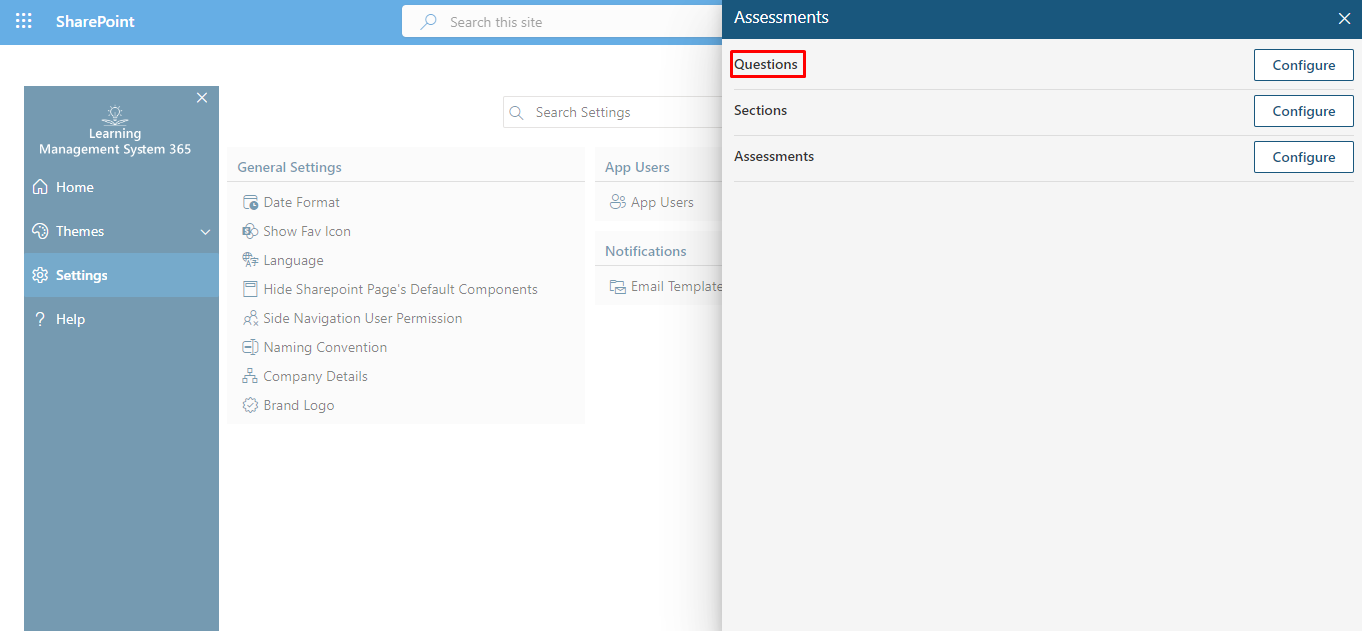 SharePoint
Search this site
Learning
Management System 365
Home
Themes
Settings
Help
Search Settings
General Settings
Date Format
Show Fav Icon
Language
Hide Sharepoint Page's Default Components
Side Navigation User Permission
Naming Convention
Company Details
Brand Logo
App Users
App Users
Notifications
Email Template
Assessments
Questions Configure
Sections Configure
Assessments Configure